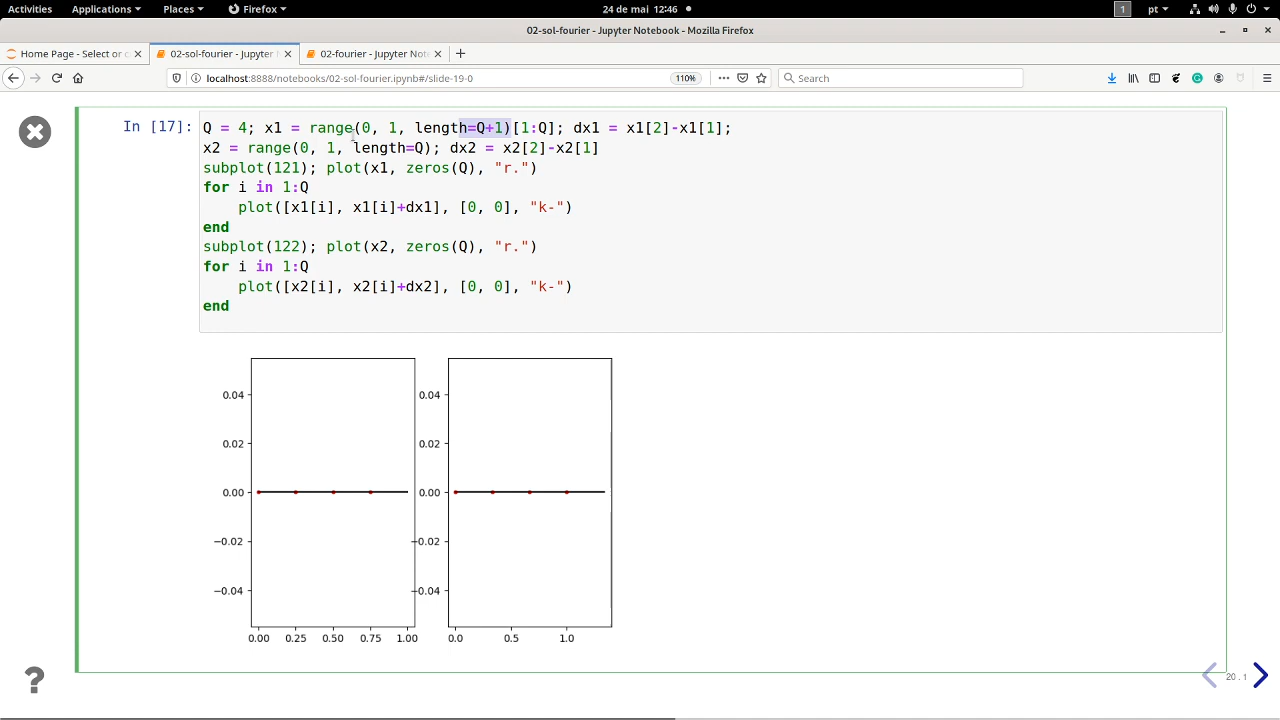 Activities Applications Places Firefox 24 de mai 12:46 1 pt
02-sol-fourier - Jupyter Notebook - Mozilla Firefox
Home Page - Select or c 02-sol-fourier - Jupyter 02-fourier - Jupyter Note
localhost:8888/notebooks/02-sol-fourier.ipynb#/slide-19-0 110% Search
In [17]: Q = 4; x1 = range(0, 1, length=Q+1)[1:Q]; dx1 = x1[2]-x1[1];
x2 = range(0, 1, length=Q); dx2 = x2[2]-x2[1]
subplot(121); plot(x1, zeros(Q), "r.")
for i in 1:Q
    plot([x1[i], x1[i]+dx1], [0, 0], "k-")
end
subplot(122); plot(x2, zeros(Q), "r.")
for i in 1:Q
    plot([x2[i], x2[i]+dx2], [0, 0], "k-")
end
0.04 0.04
0.02 0.02
0.00 0.00
−0.02 −0.02
−0.04 −0.04
0.00 0.25 0.50 0.75 1.00 0.0 0.5 1.0
? 20 . 1